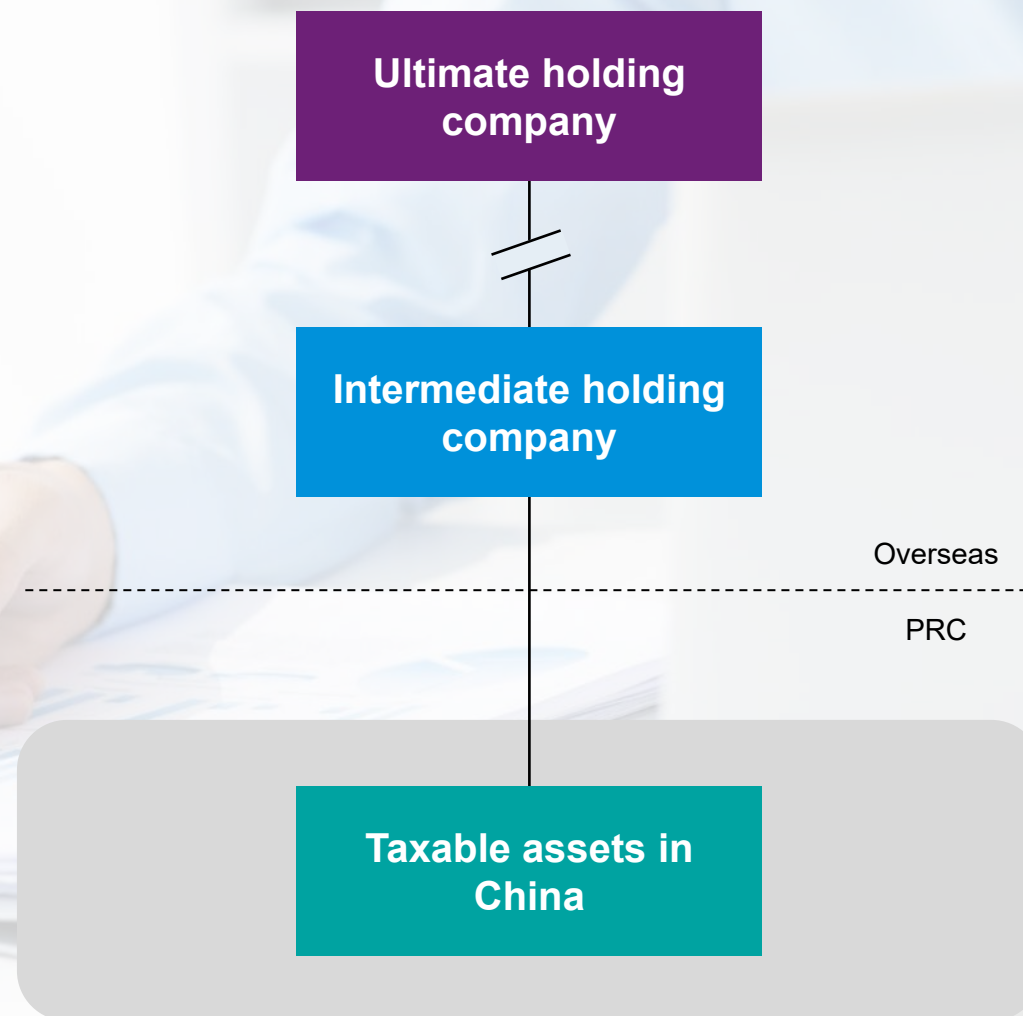 Ultimate holding
company
Intermediate holding
company
Overseas
PRC
Taxable assets in
China